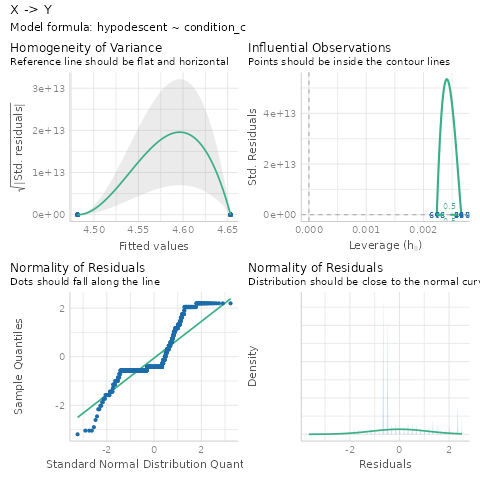 X -> Y
Model formula: hypodescent ~ condition_c
Homogeneity of Variance
Reference line should be flat and horizontal
√|Std. residuals|
3e+13
2e+13
1e+13
0e+00
4.50
4.55
4.60
4.65
Fitted values
Influential Observations
Points should be inside the contour lines
Std. Residuals
4e+13
2e+13
0e+00
0.5
0.000
0.001
0.002
Leverage (hᵢᵢ)
Normality of Residuals
Dots should fall along the line
Sample Quantiles
2
0
-2
-2
0
2
Standard Normal Distribution Quant
Normality of Residuals
Distribution should be close to the normal curv
Density
-2
0
2
Residuals